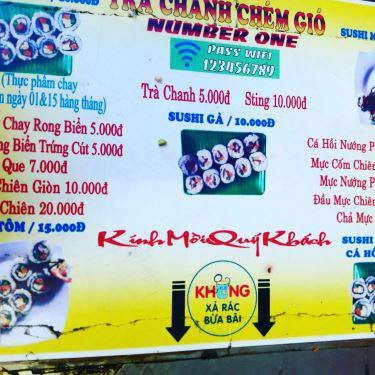 TRÀ CHANH CHÉM GIÓ
NUMBER ONE
PASS WIFI
123456789
SUSHI
(Thực phẩm chay
ngày 01&15 hàng tháng)
Trà Chanh 5.000đ
Sting 10.000đ
SUSHI GÀ / 10.000Đ
Chay Rong Biển 5.000đ
Biển Trứng Cút 5.000đ
Que 7.000đ
Chiên Giòn 10.000đ
Chiên 20.000đ
TÔM / 15.000Đ
Cá Hồi Nướng
Mực Cốm Chiên
Mực Nướng
Đầu Mực Chiên
Chả Mực
Kính Mời Quý Khách
SUSHI
CÁ HỒ
KHÔNG
XẢ RÁC
BỪA BÃI